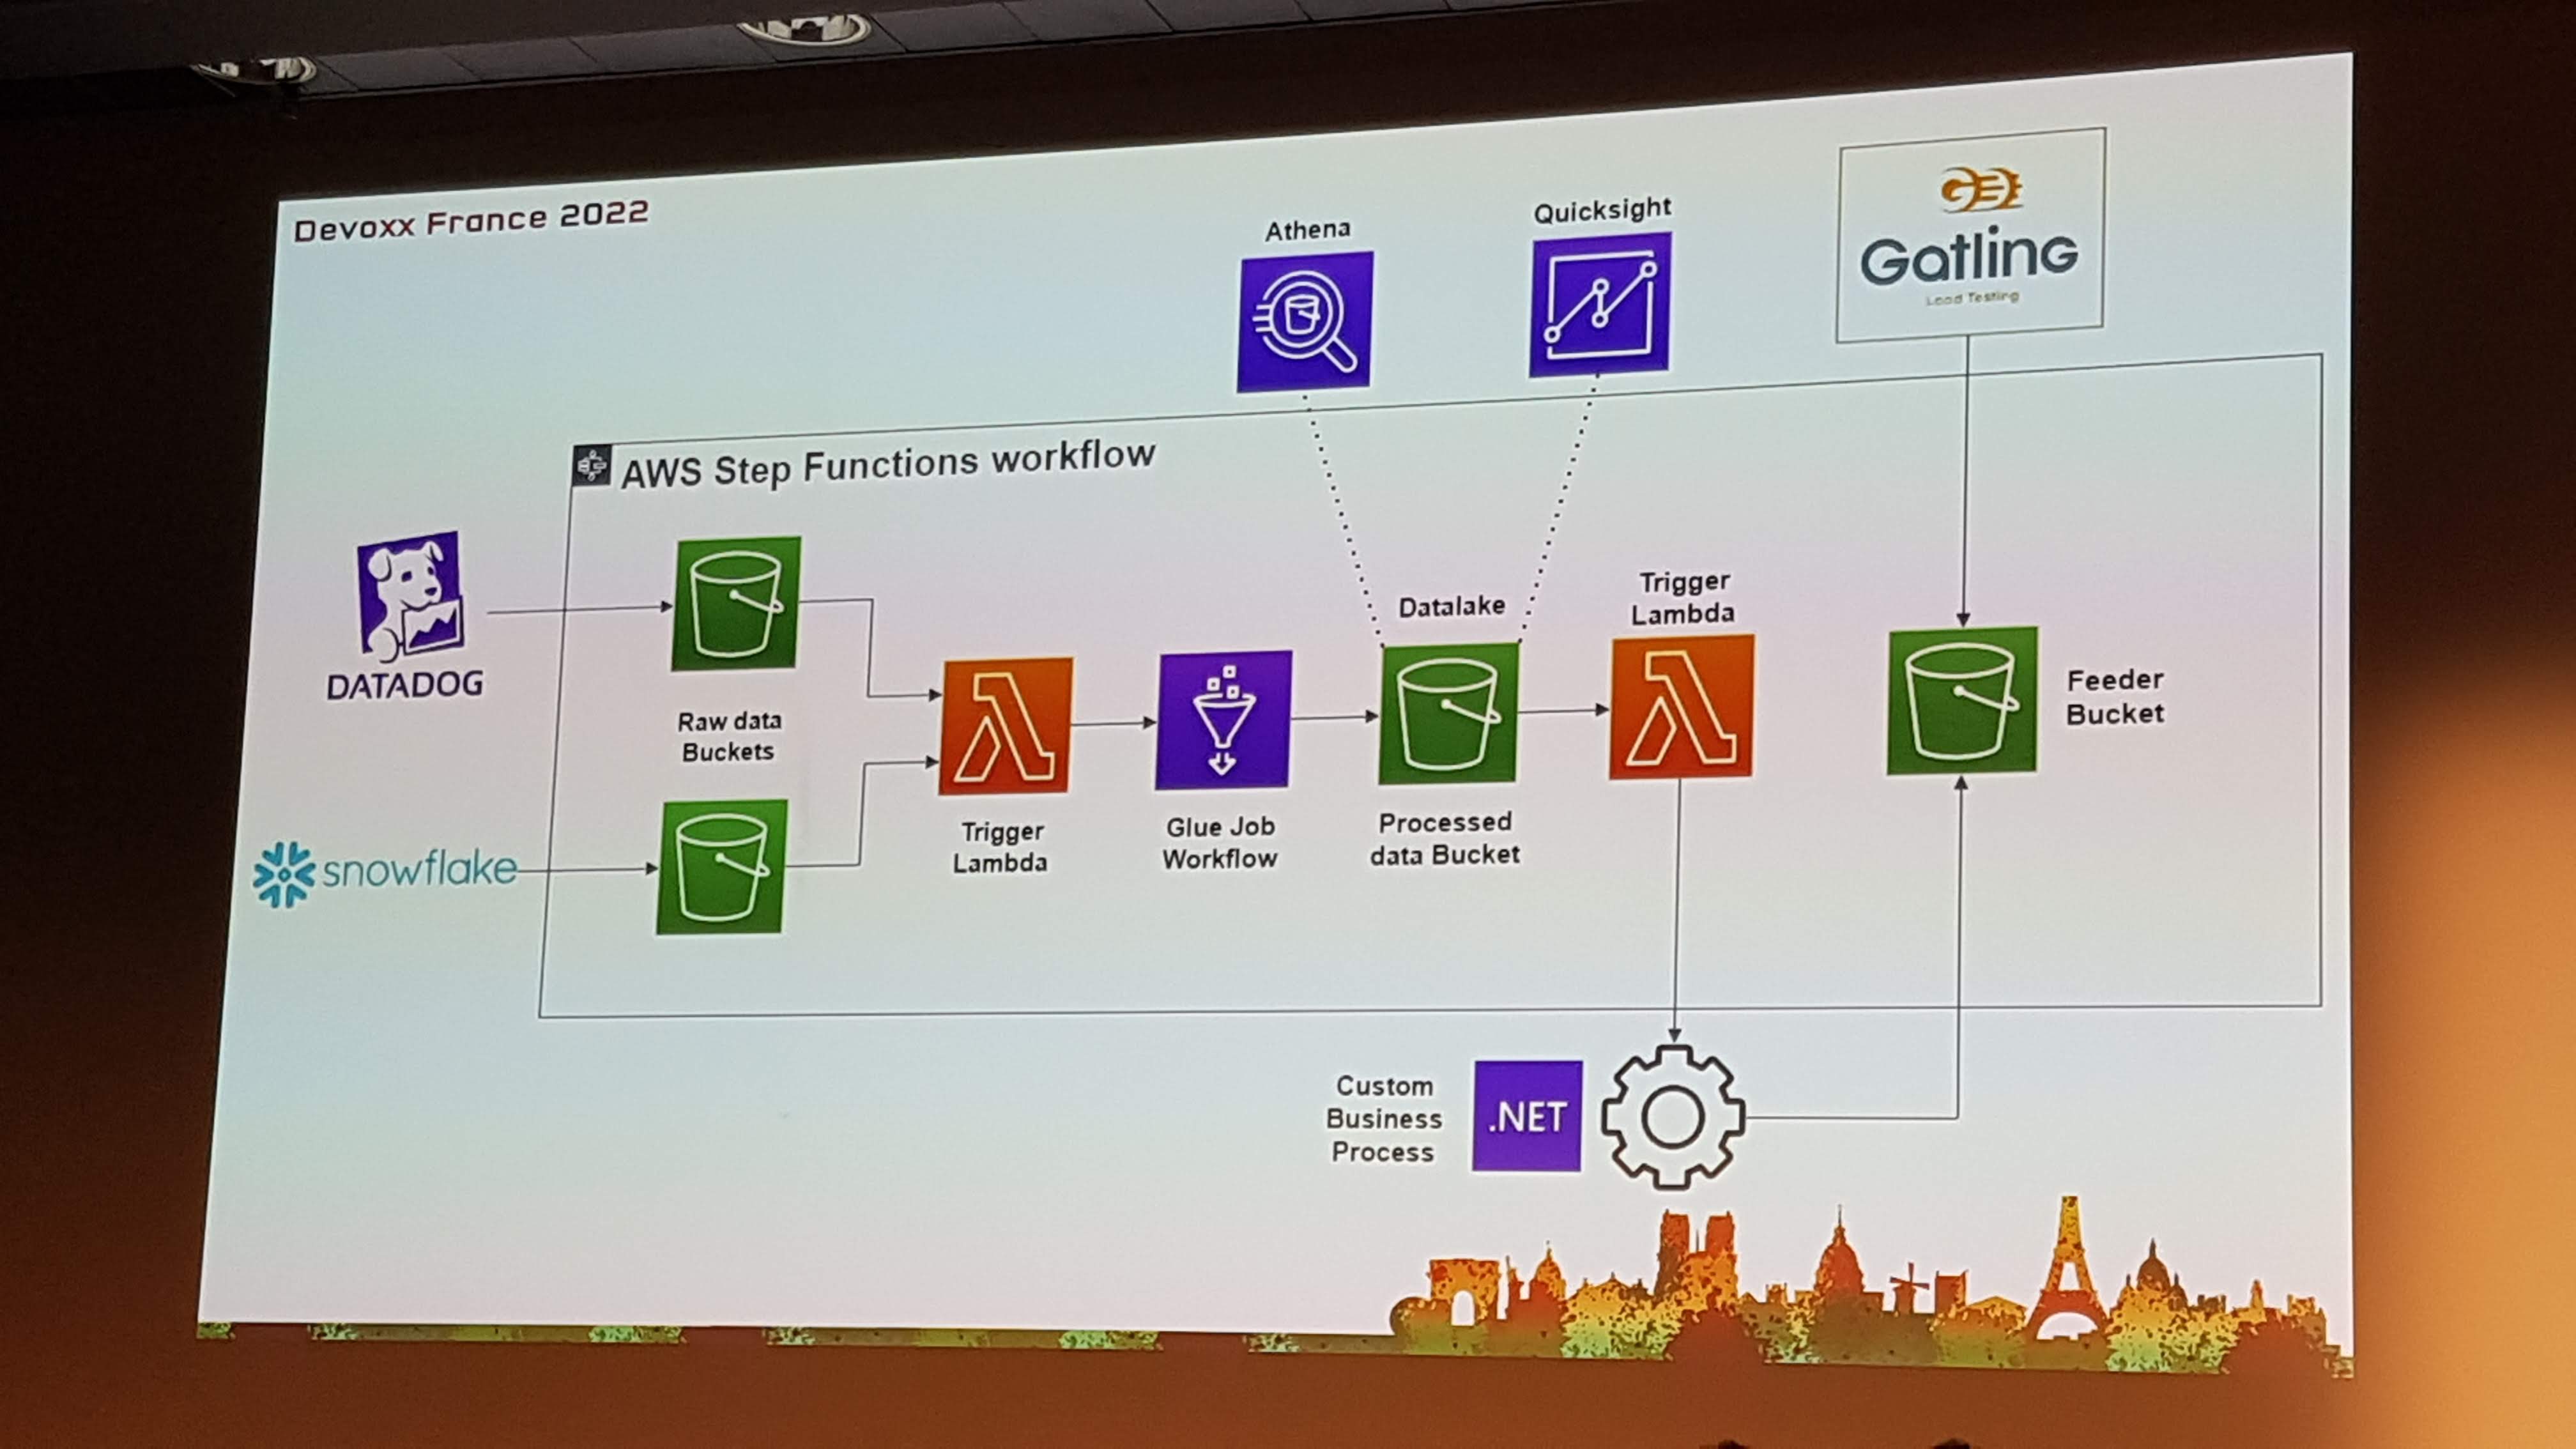 Devoxx France 2022
Athena
Quicksight
Gatling
Load Testing
AWS Step Functions workflow
DATADOG
snowflake
Raw data
Buckets
Trigger
Lambda
Glue Job
Workflow
Datalake
Processed
data Bucket
Trigger
Lambda
Feeder
Bucket
Custom
Business
Process
.NET